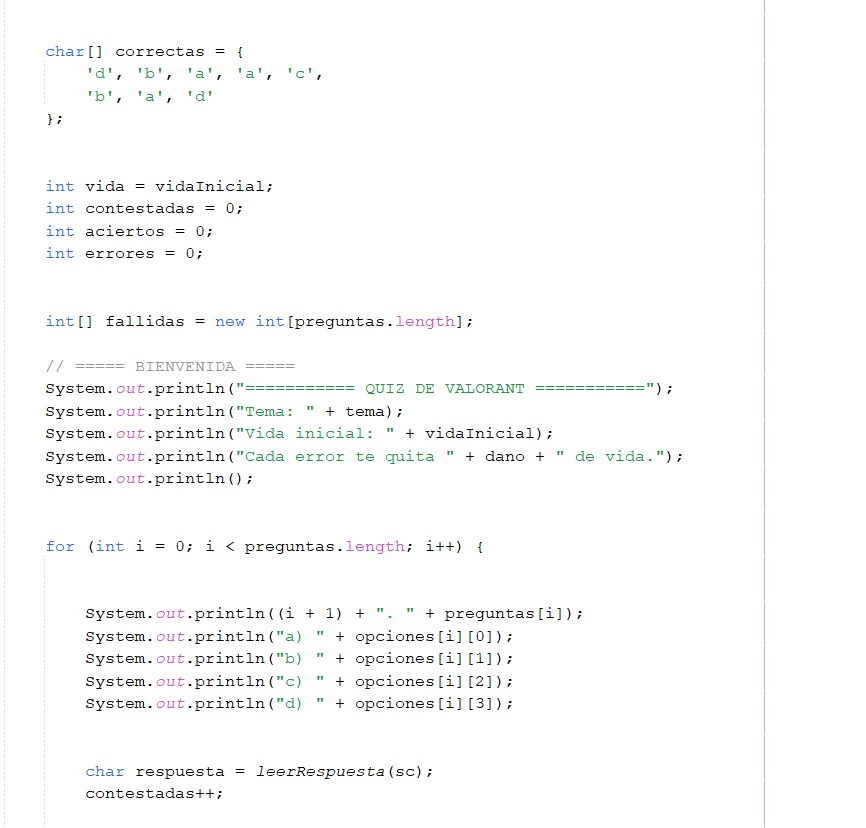 char[] correctas = {
    'd', 'b', 'a', 'a', 'c',
    'b', 'a', 'd'
};
int vida = vidaInicial;
int contestadas = 0;
int aciertos = 0;
int errores = 0;
int[] fallidas = new int[preguntas.length];
// ===== BIENVENIDA =====
System.out.println("=========== QUIZ DE VALORANT ===========");
System.out.println("Tema: " + tema);
System.out.println("Vida inicial: " + vidaInicial);
System.out.println("Cada error te quita " + dano + " de vida.");
System.out.println();
for (int i = 0; i < preguntas.length; i++) {
    System.out.println((i + 1) + ". " + preguntas[i]);
    System.out.println("a) " + opciones[i][0]);
    System.out.println("b) " + opciones[i][1]);
    System.out.println("c) " + opciones[i][2]);
    System.out.println("d) " + opciones[i][3]);
    char respuesta = leerRespuesta(sc);
    contestadas++;